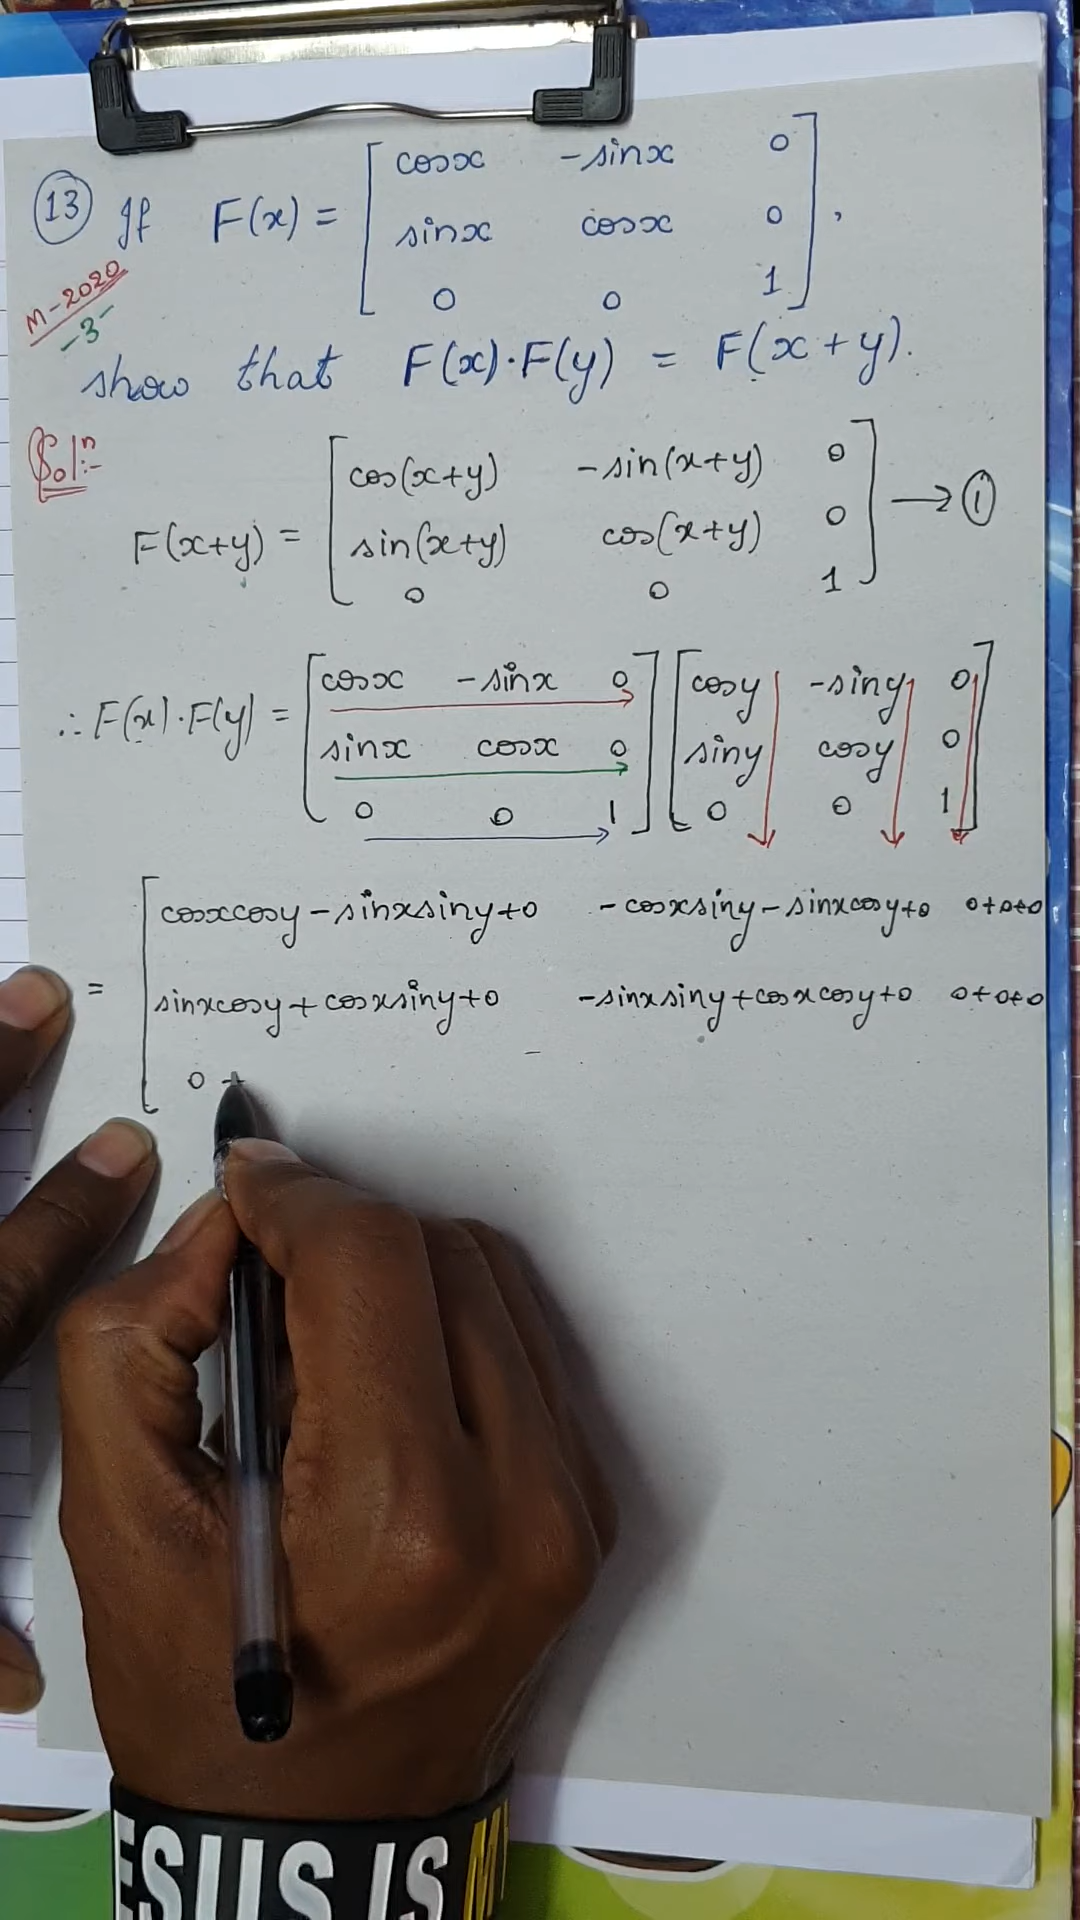 13 If F(x) = [ cosx -sinx 0
sinx cosx 0 ,
0 0 1 ]
M-2020
-3-
show that F(x)·F(y) = F(x+y).
Solⁿ:-
F(x+y) = [ cos(x+y) -sin(x+y) 0
sin(x+y) cos(x+y) 0
0 0 1 ] → ①
∴ F(x)·F(y) = [ cosx -sinx 0 ] [ cosy -siny 0 ]
[ sinx cosx 0 ] [ siny cosy 0 ]
[ 0 0 1 ] [ 0 0 1 ]
= [ cosxcosy-sinxsiny+0 -cosxsiny-sinxcosy+0 0+0+0
sinxcosy+cosxsiny+0 -sinxsiny+cosxcosy+0 0+0+0
0 +
ESUS IS